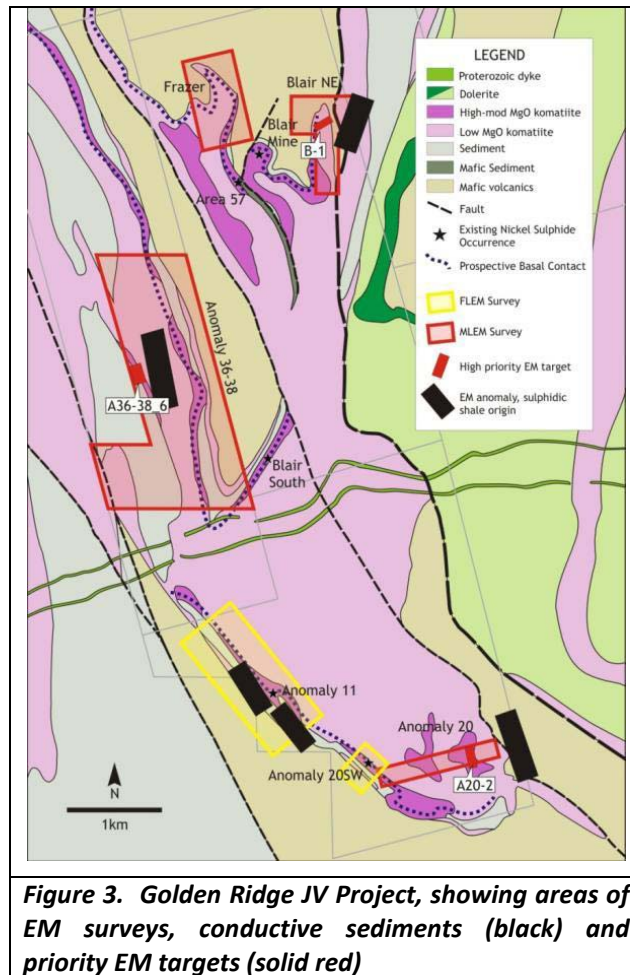 LEGEND
Proterozoic dyke
Dolerite
High-mod MgO komatiite
Low MgO komatiite
Sediment
Mafic Sediment
Mafic volcanics
Fault
Existing Nickel Sulphide
Occurrence
Prospective Basal Contact
FLEM Survey
MLEM Survey
High priority EM target
EM anomaly, sulphidic
shale origin
Frazer
Blair NE
Blair
Mine
B-1
Area 57
Anomaly 36-38
A36-38_6
Blair
South
Anomaly 11
Anomaly 20
Anomaly 20SW
A20-2
N
1km
Figure 3. Golden Ridge JV Project, showing areas of
EM surveys, conductive sediments (black) and
priority EM targets (solid red)